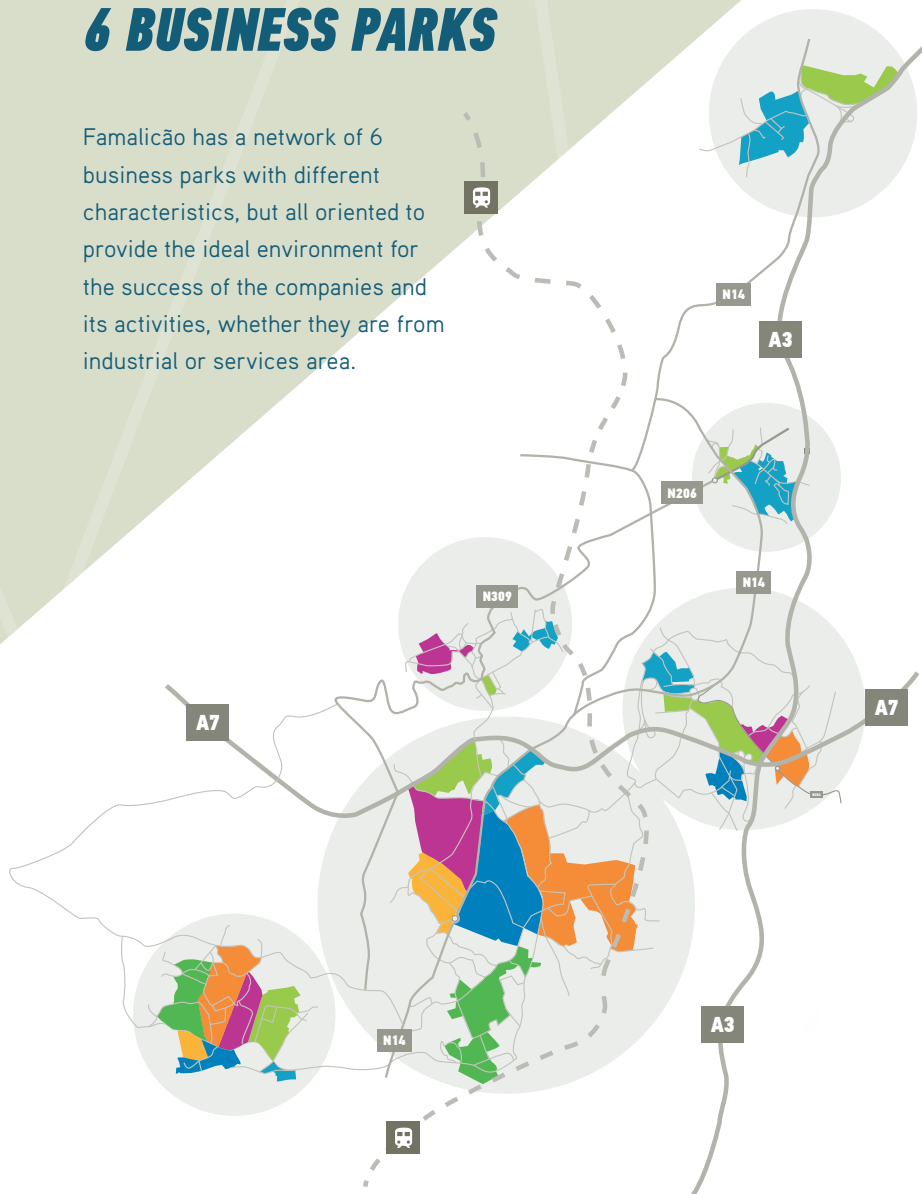 6 BUSINESS PARKS
Famalicão has a network of 6
business parks with different
characteristics, but all oriented to
provide the ideal environment for
the success of the companies and
its activities, whether they are from
industrial or services area.
N14
A3
N206
N14
N309
A7
A7
A3
N14